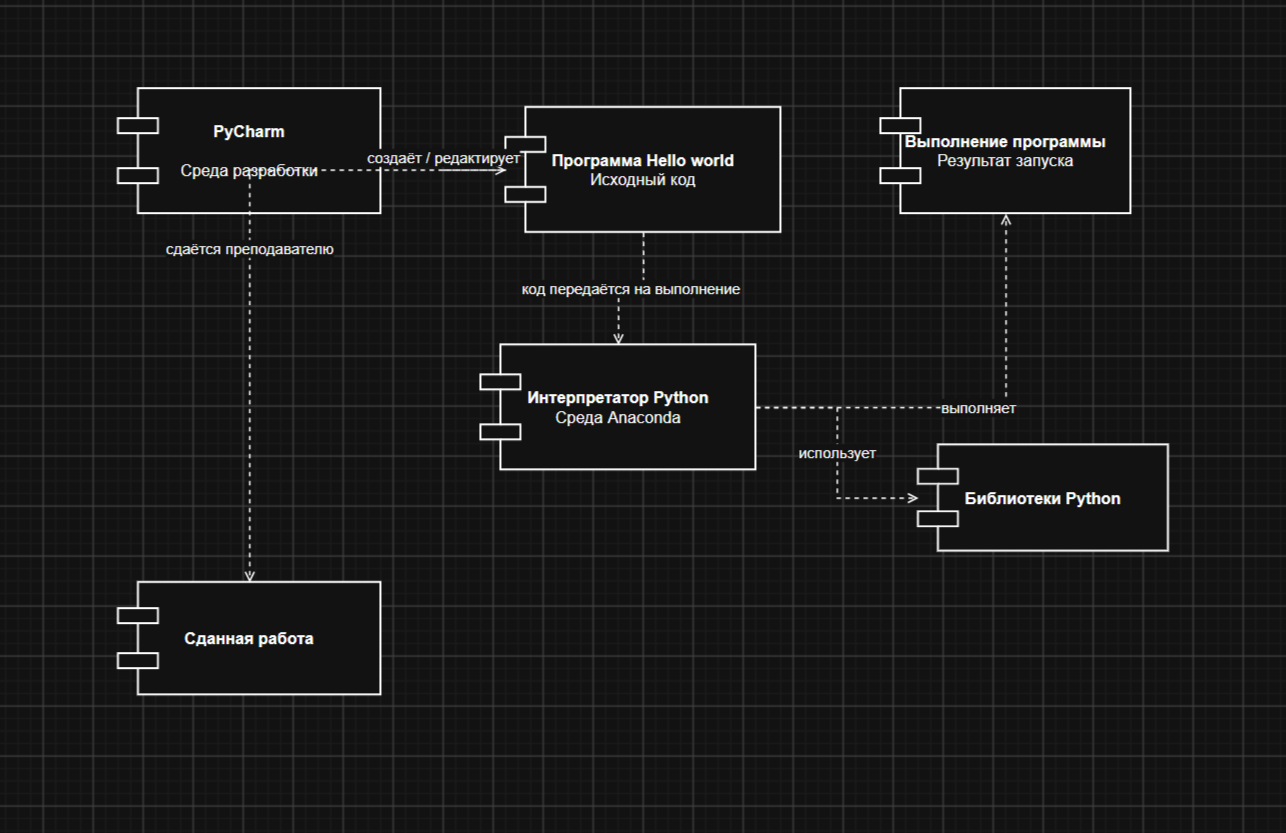 PyCharm
Среда разработки
создаёт / редактирует
Программа Hello world
Исходный код
Выполнение программы
Результат запуска
сдаётся преподавателю
код передаётся на выполнение
Интерпретатор Python
Среда Anaconda
выполняет
использует
Библиотеки Python
Сданная работа